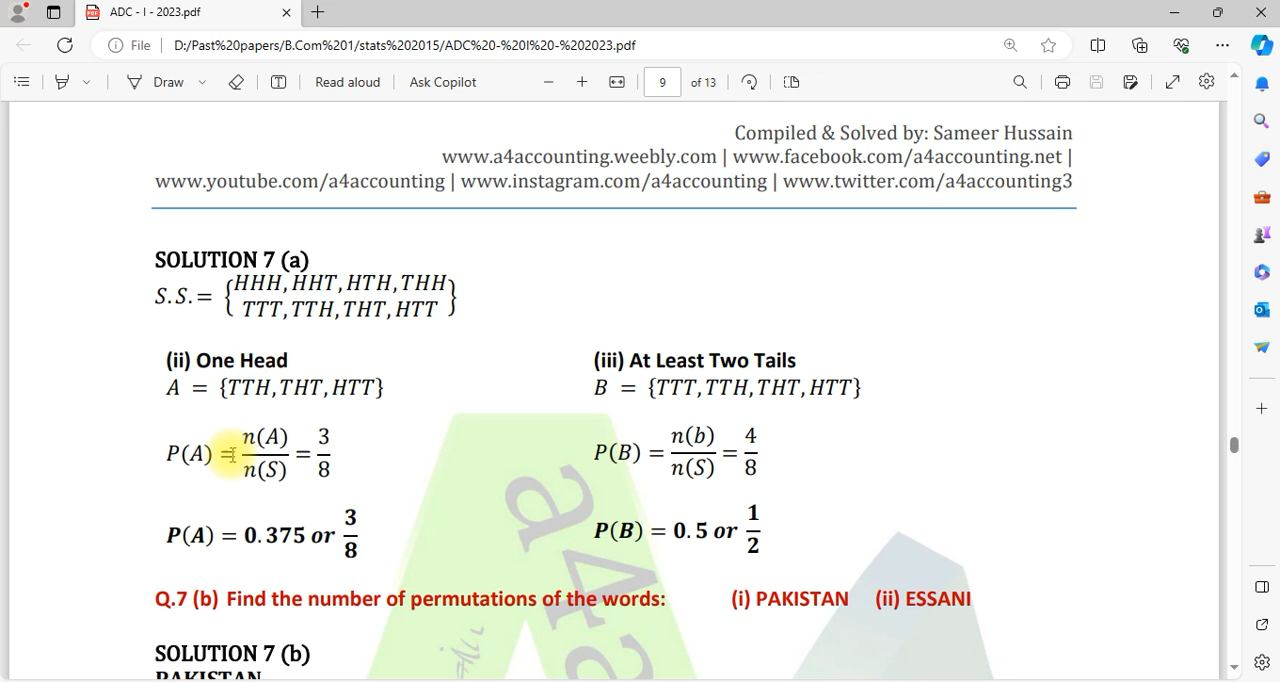 ADC - I - 2023.pdf
File | D:/Past%20papers/B.Com%201/stats%202015/ADC%20-%20I%20-%202023.pdf
Draw Read aloud Ask Copilot 9 of 13
Compiled & Solved by: Sameer Hussain
www.a4accounting.weebly.com | www.facebook.com/a4accounting.net |
www.youtube.com/a4accounting | www.instagram.com/a4accounting | www.twitter.com/a4accounting3
SOLUTION 7 (a)
S.S. = {HHH, HHT, HTH, THH
TTT, TTH, THT, HTT}
(ii) One Head
A = {TTH, THT, HTT}
P(A) = n(A)/n(S) = 3/8
P(A) = 0.375 or 3/8
(iii) At Least Two Tails
B = {TTT, TTH, THT, HTT}
P(B) = n(b)/n(S) = 4/8
P(B) = 0.5 or 1/2
Q.7 (b) Find the number of permutations of the words: (i) PAKISTAN (ii) ESSANI
SOLUTION 7 (b)
PAKISTAN
a4a